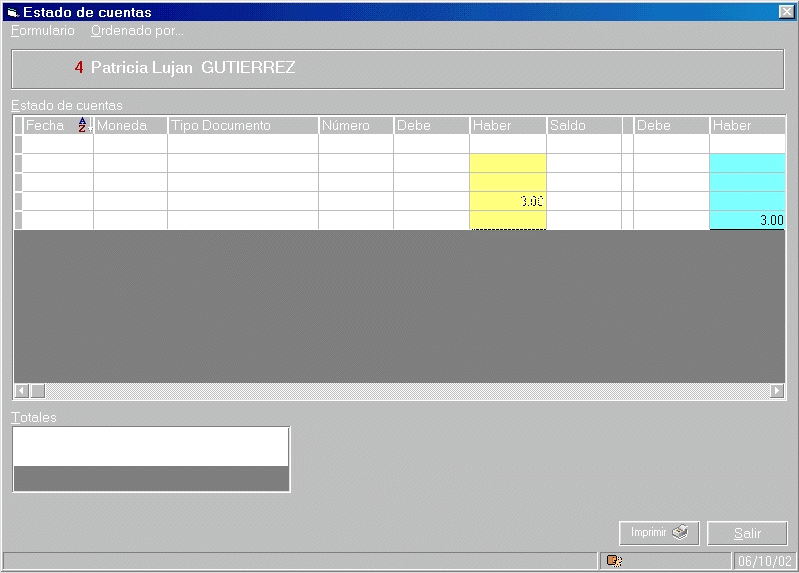 Estado de cuentas
Formulario Ordenado por...
4 Patricia Lujan GUTIERREZ
Estado de cuentas
Fecha AZ Moneda Tipo Documento Número Debe Haber Saldo Debe Haber
3.00
3.00
Totales
Imprimir Salir
06/10/02